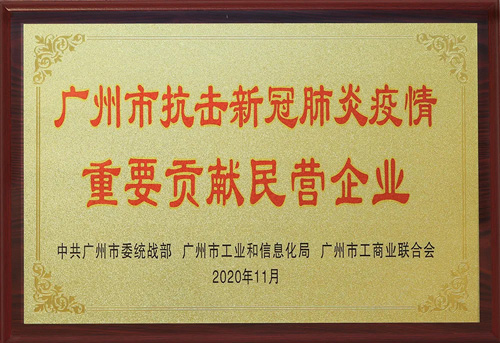 广州市抗击新冠肺炎疫情
重要贡献民营企业
中共广州市委统战部 广州市工业和信息化局 广州市工商业联合会
2020年11月